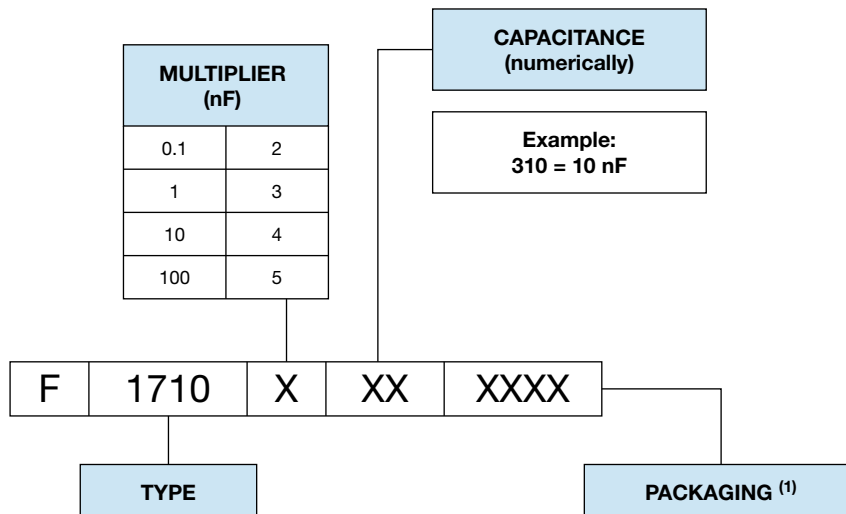 MULTIPLIER
(nF)
0.1 2
1 3
10 4
100 5
CAPACITANCE
(numerically)
Example:
310 = 10 nF
F 1710 X XX XXXX
TYPE
PACKAGING (1)